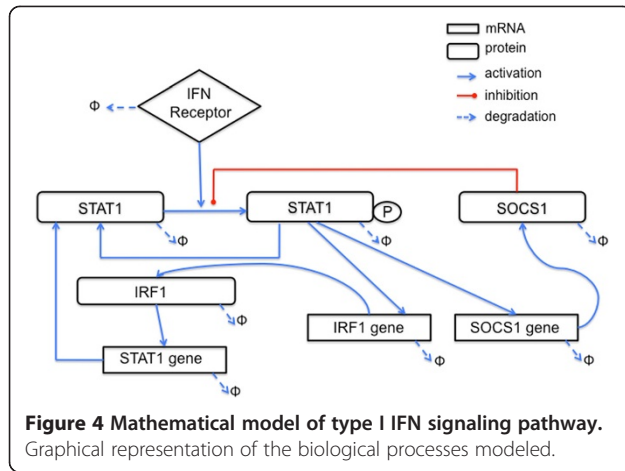 mRNA
protein
activation
inhibition
degradation
IFN
Receptor
Φ
STAT1
STAT1
P
SOCS1
Φ
Φ
Φ
IRF1
Φ
IRF1 gene
SOCS1 gene
STAT1 gene
Φ
Φ
Φ
Figure 4 Mathematical model of type I IFN signaling pathway.
Graphical representation of the biological processes modeled.